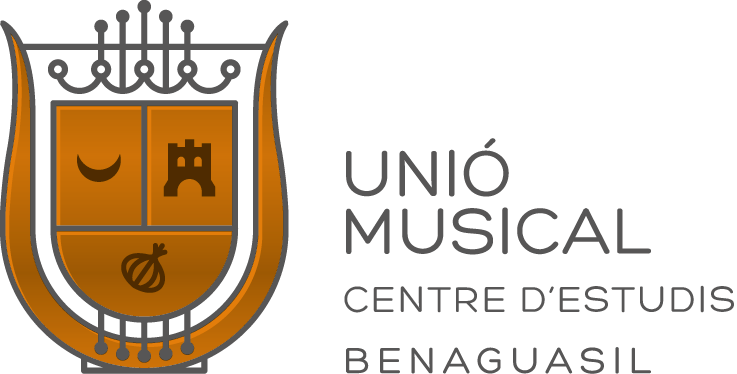 UNIÓ
MUSICAL
CENTRE D'ESTUDIS
BENAGUASIL